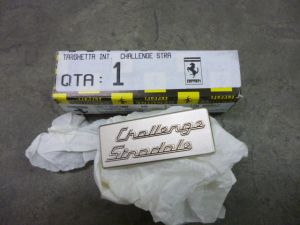 TARGHETTA INT. CHALLENGE STRA
QTA: 1
Challenge
Stradale